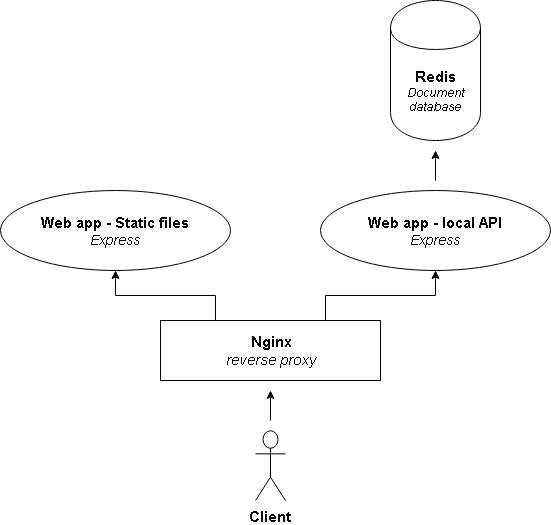 Redis
Document
database
Web app - Static files
Express
Web app - local API
Express
Nginx
reverse proxy
Client